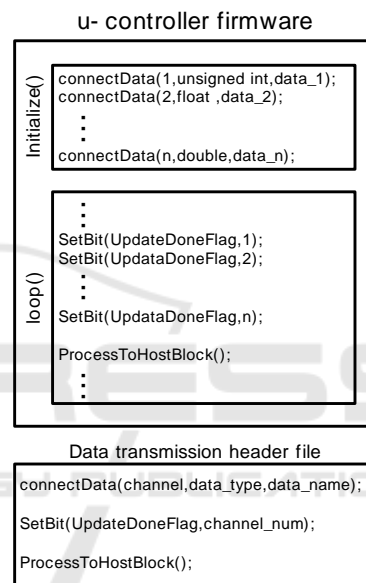 u- controller firmware
Initialize()
connectData(1,unsigned int,data_1);
connectData(2,float ,data_2);
connectData(n,double,data_n);
loop()
SetBit(UpdateDoneFlag,1);
SetBit(UpdataDoneFlag,2);
SetBit(UpdataDoneFlag,n);
ProcessToHostBlock();
Data transmission header file
connectData(channel,data_type,data_name);
SetBit(UpdateDoneFlag,channel_num);
ProcessToHostBlock();